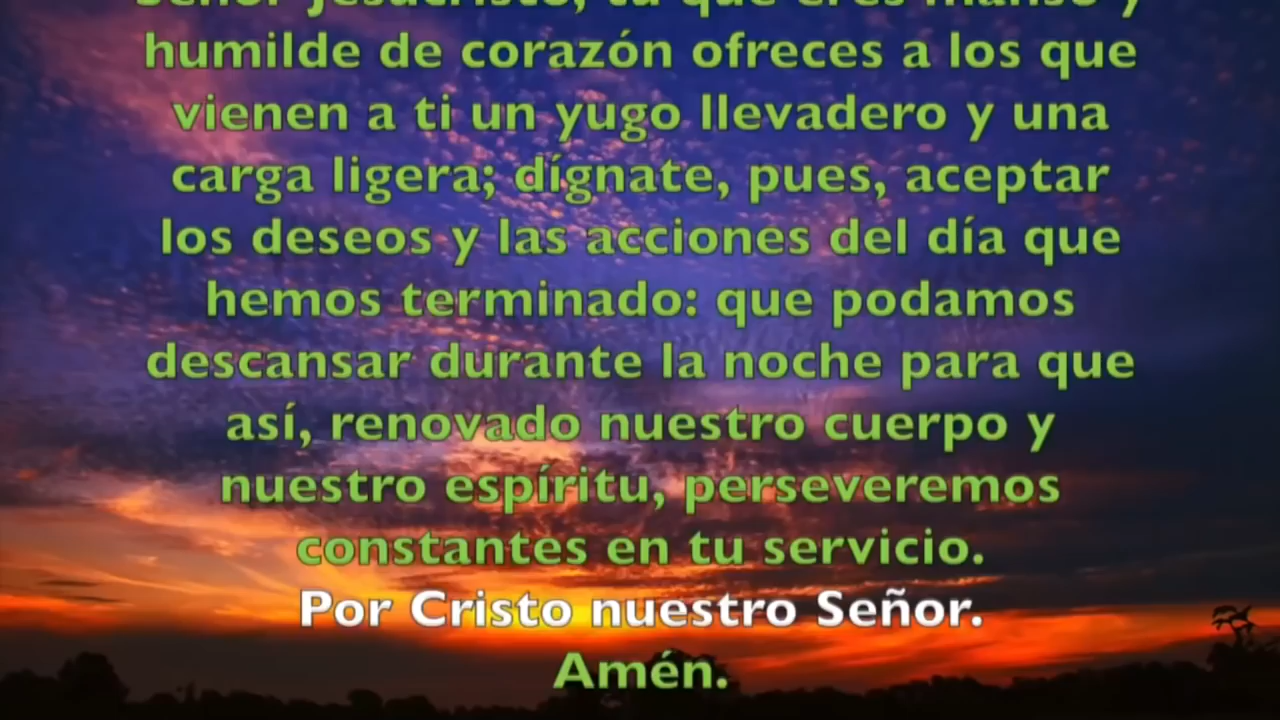 Señor Jesucristo, tú que eres manso y
humilde de corazón ofreces a los que
vienen a ti un yugo llevadero y una
carga ligera; dígnate, pues, aceptar
los deseos y las acciones del día que
hemos terminado: que podamos
descansar durante la noche para que
así, renovado nuestro cuerpo y
nuestro espíritu, perseveremos
constantes en tu servicio.
Por Cristo nuestro Señor.
Amén.